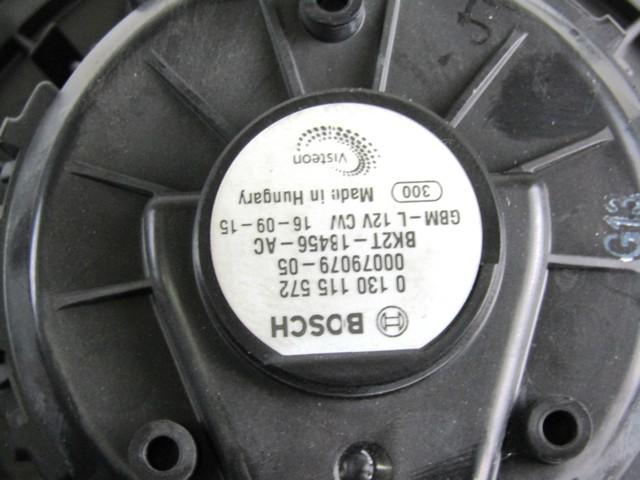 BOSCH
0 130 115 572
00079079-05
BK2T-18456-AC
GBM-L 12V CW 16-09-15
300 Made in Hungary
Visteon